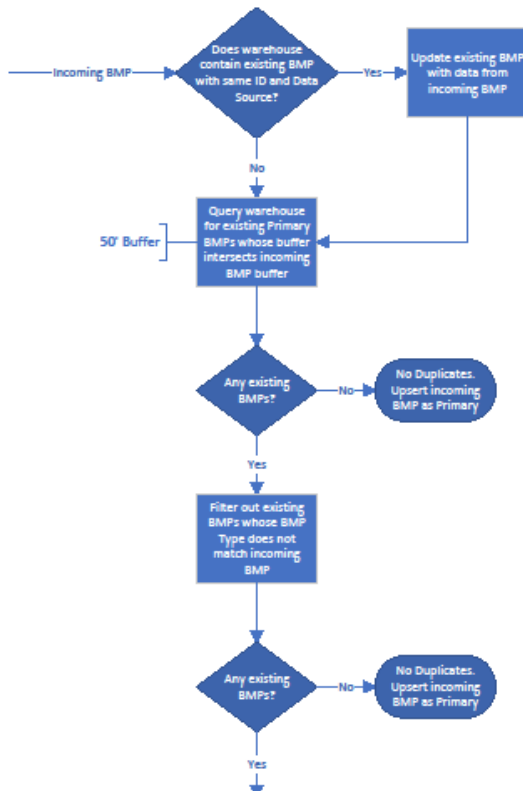 Does warehouse
contain existing BMP
with same ID and Data
Source?
Incoming BMP
Yes
Update existing BMP
with data from
incoming BMP
No
Query warehouse
for existing Primary
BMPs whose buffer
intersects incoming
BMP buffer
50' Buffer
Any existing
BMPs?
No
No Duplicates.
Upsert incoming
BMP as Primary
Yes
Filter out existing
BMPs whose BMP
Type does not
match incoming
BMP
Any existing
BMPs?
No
No Duplicates.
Upsert incoming
BMP as Primary
Yes